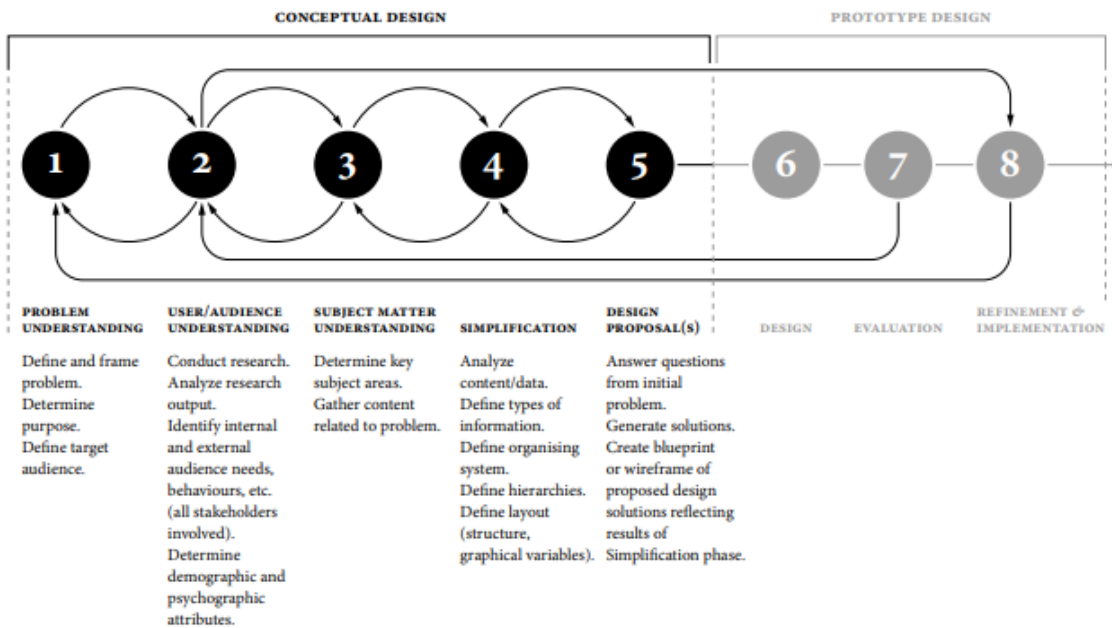 CONCEPTUAL DESIGN
PROTOTYPE DESIGN
1
2
3
4
5
6
7
8
PROBLEM
UNDERSTANDING
Define and frame
problem.
Determine
purpose.
Define target
audience.
USER/AUDIENCE
UNDERSTANDING
Conduct research.
Analyze research
output.
Identify internal
and external
audience needs,
behaviours, etc.
(all stakeholders
involved).
Determine
demographic and
psychographic
attributes.
SUBJECT MATTER
UNDERSTANDING
Determine key
subject areas.
Gather content
related to problem.
SIMPLIFICATION
Analyze
content/data.
Define types of
information.
Define organising
system.
Define hierarchies.
Define layout
(structure,
graphical variables).
DESIGN
PROPOSAL(S)
Answer questions
from initial
problem.
Generate solutions.
Create blueprint
or wireframe of
proposed design
solutions reflecting
results of
Simplification phase.
DESIGN
EVALUATION
REFINEMENT &
IMPLEMENTATION